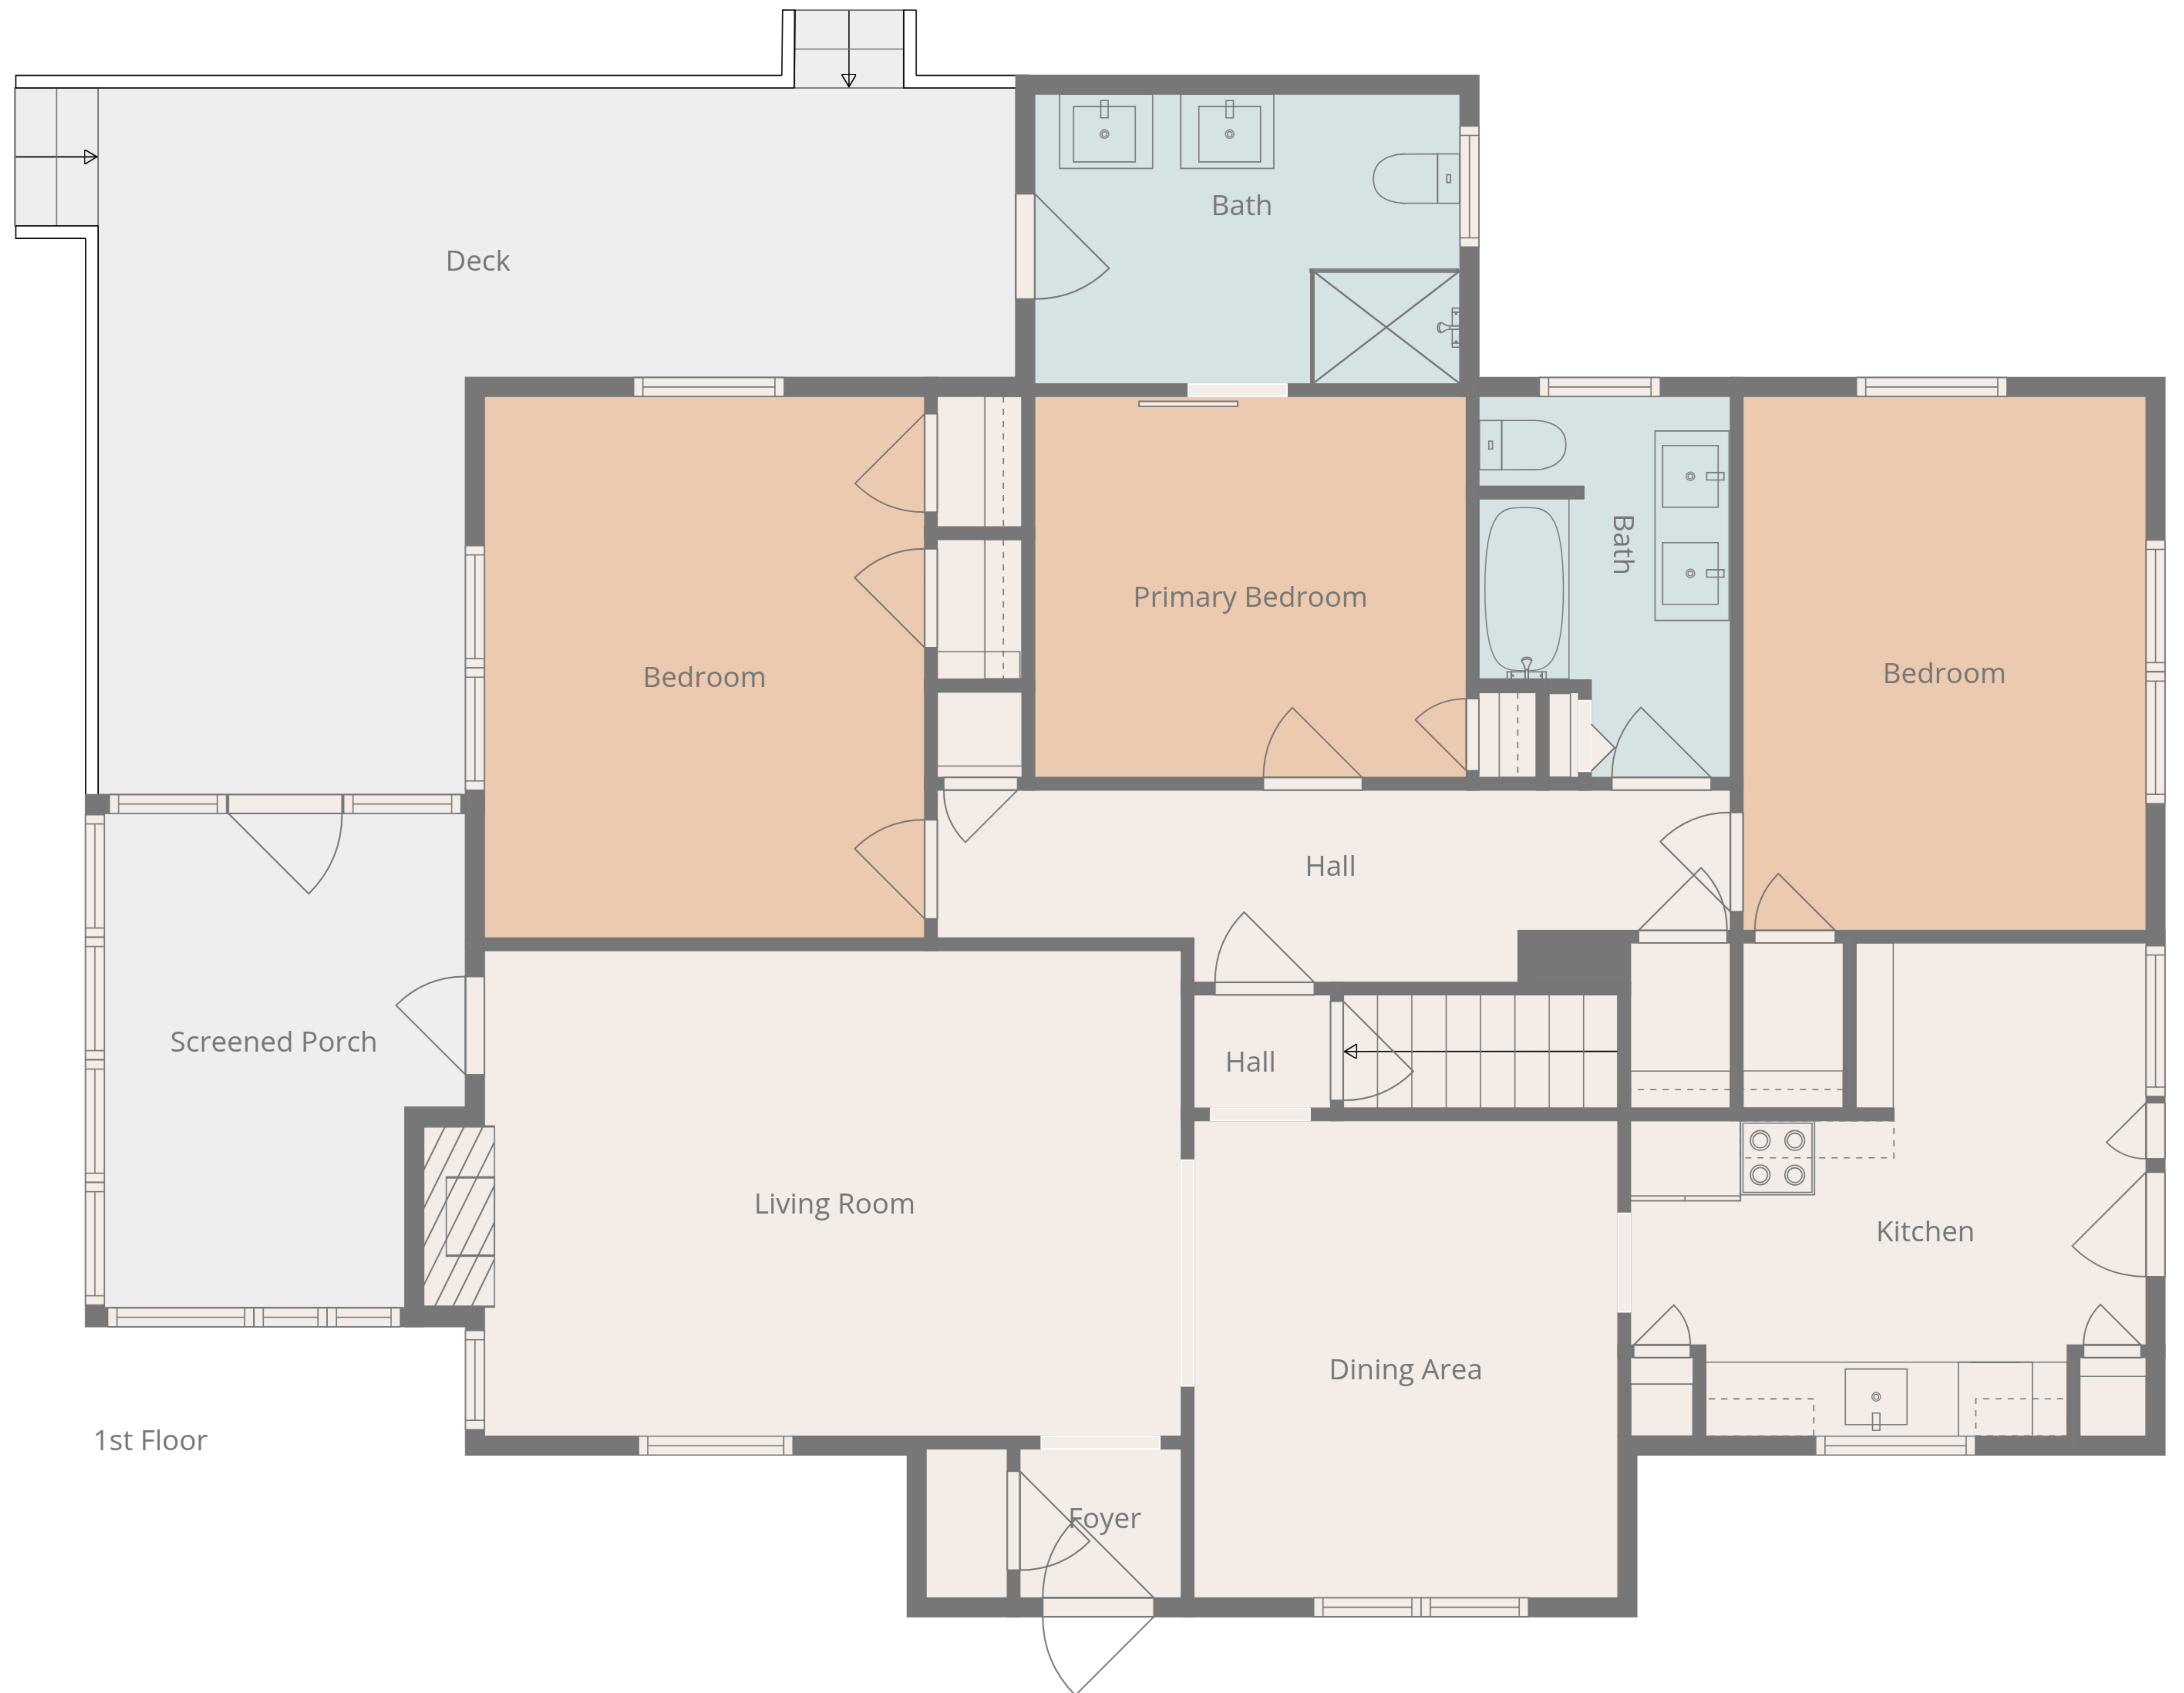 Bath
Deck
Bath
Primary Bedroom
Bedroom
Bedroom
Hall
Screened Porch
Hall
Living Room
Kitchen
Dining Area
1st Floor
Foyer